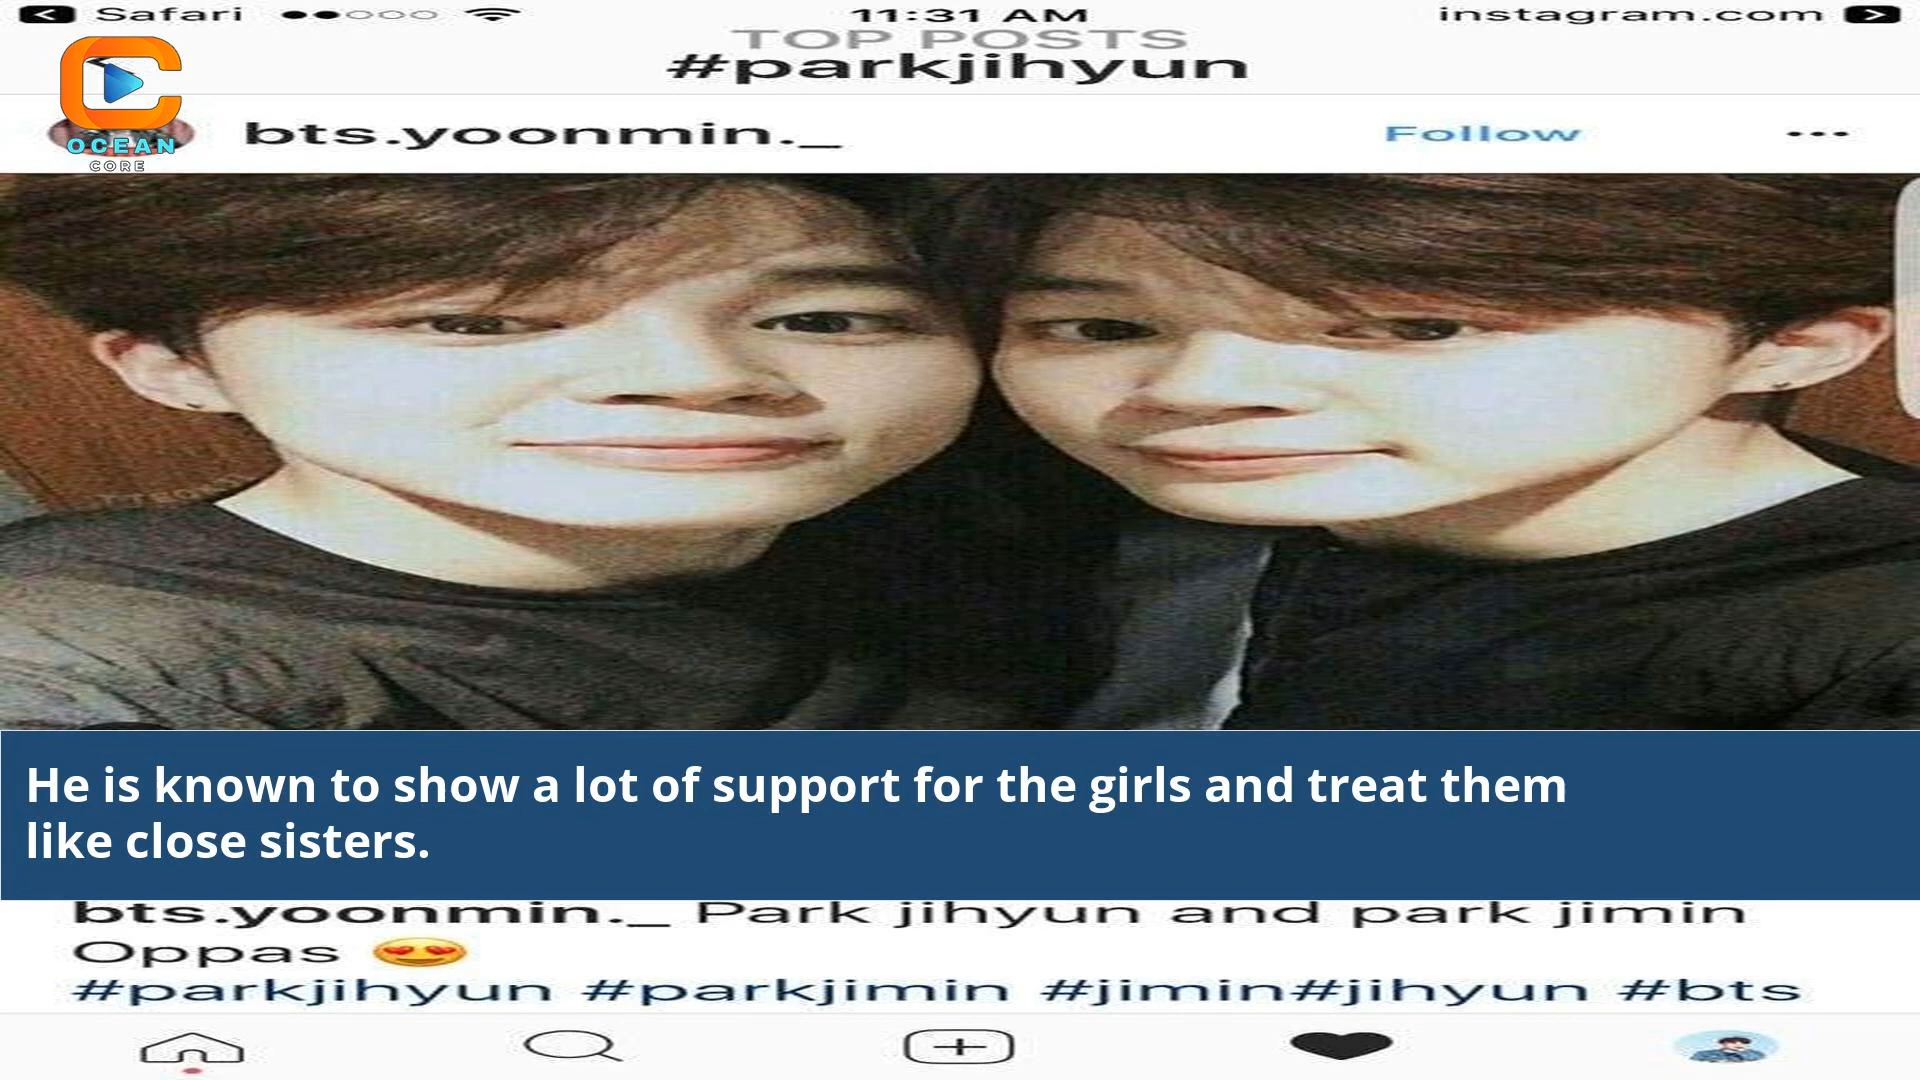 Safari
11:31 AM
instagram.com
TOP POSTS
#parkjihyun
OCEAN
CORE
bts.yoonmin._
Follow
He is known to show a lot of support for the girls and treat them
like close sisters.
bts.yoonmin._ Park jihyun and park jimin
Oppas 😍
#parkjihyun #parkjimin #jimin#jihyun #bts